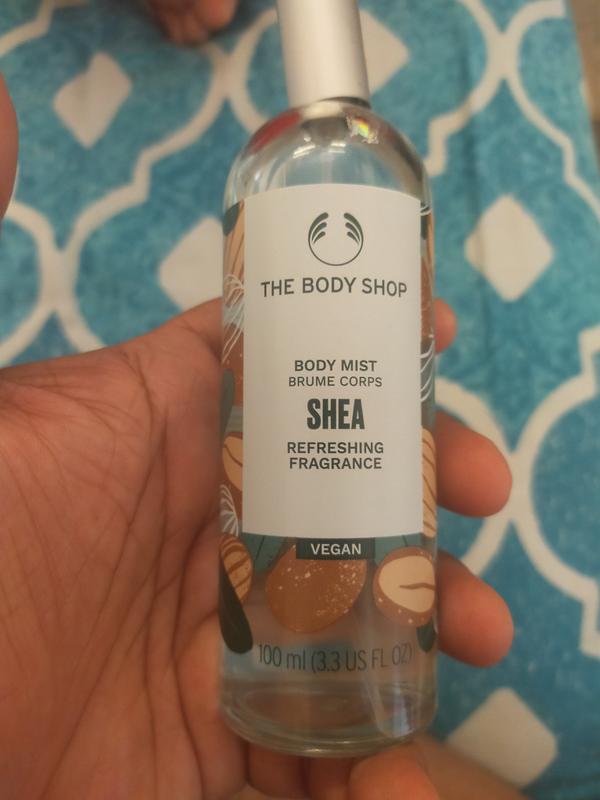 THE BODY SHOP
BODY MIST
BRUME CORPS
SHEA
REFRESHING
FRAGRANCE
VEGAN
100 ml (3.3 US FL OZ)